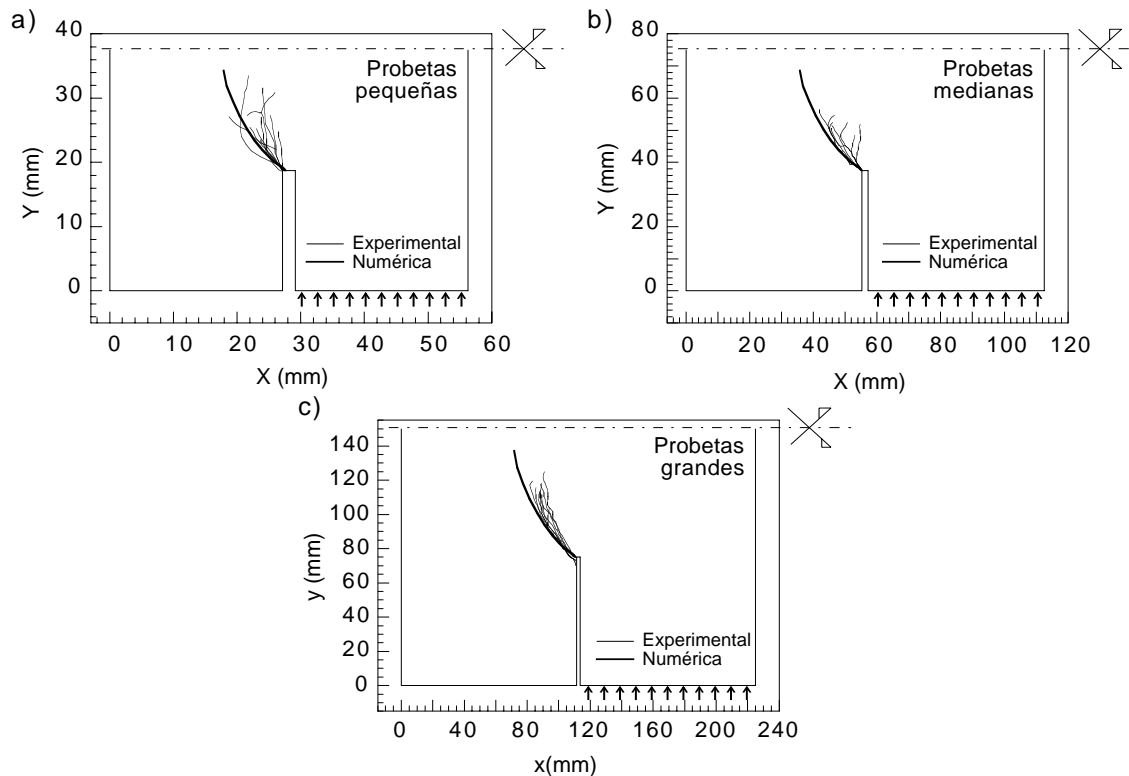 a)
40
30
20
10
0
Y (mm)
Probetas
pequeñas
Experimental
Numérica
0 10 20 30 40 50 60
X (mm)
b)
80
60
40
20
0
Y (mm)
Probetas
medianas
Experimental
Numérica
0 20 40 60 80 100 120
X (mm)
c)
140
120
100
80
60
40
20
0
y (mm)
Probetas
grandes
Experimental
Numérica
0 40 80 120 160 200 240
x(mm)